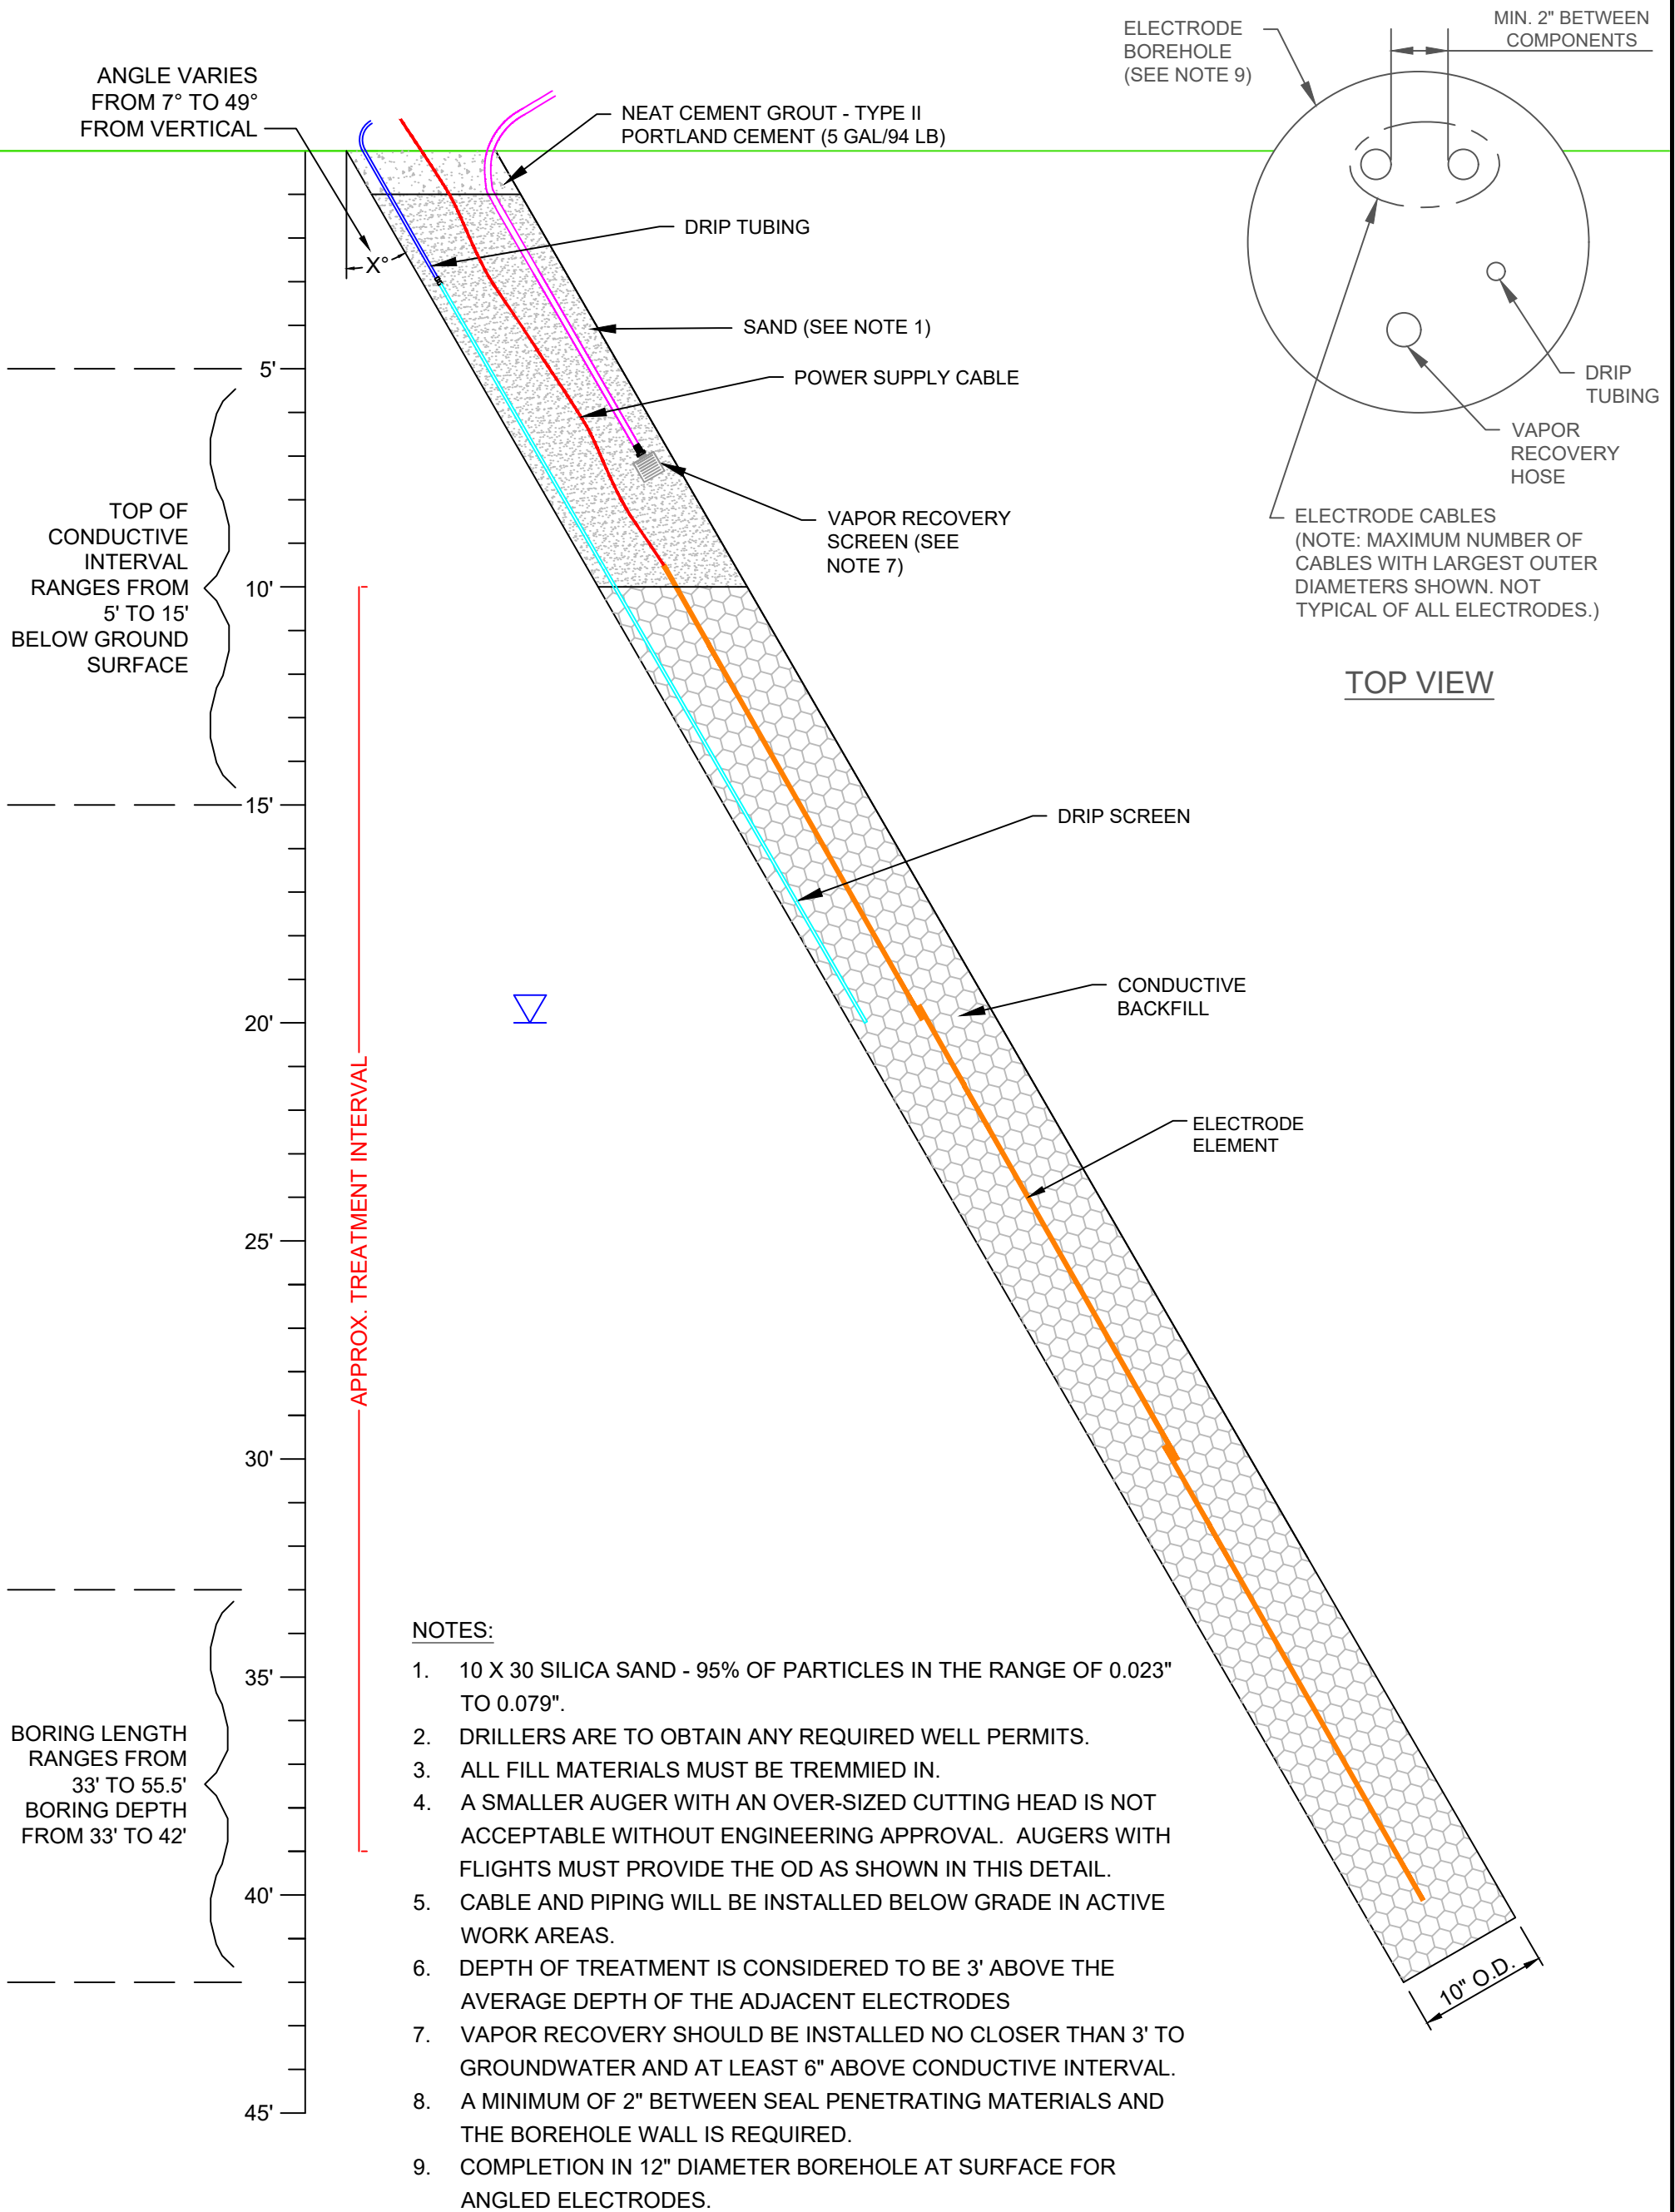 ANGLE VARIES
FROM 7° TO 49°
FROM VERTICAL
NEAT CEMENT GROUT - TYPE II
PORTLAND CEMENT (5 GAL/94 LB)
DRIP TUBING
X°
SAND (SEE NOTE 1)
POWER SUPPLY CABLE
VAPOR RECOVERY
SCREEN (SEE
NOTE 7)
ELECTRODE
BOREHOLE
(SEE NOTE 9)
MIN. 2" BETWEEN
COMPONENTS
DRIP
TUBING
VAPOR
RECOVERY
HOSE
ELECTRODE CABLES
(NOTE: MAXIMUM NUMBER OF
CABLES WITH LARGEST OUTER
DIAMETERS SHOWN. NOT
TYPICAL OF ALL ELECTRODES.)
TOP VIEW
5'
TOP OF
CONDUCTIVE
INTERVAL
RANGES FROM
5' TO 15'
BELOW GROUND
SURFACE
10'
15'
20'
25'
30'
35'
40'
45'
APPROX. TREATMENT INTERVAL
DRIP SCREEN
CONDUCTIVE
BACKFILL
ELECTRODE
ELEMENT
BORING LENGTH
RANGES FROM
33' TO 55.5'
BORING DEPTH
FROM 33' TO 42'
10" O.D.
NOTES:
1. 10 X 30 SILICA SAND - 95% OF PARTICLES IN THE RANGE OF 0.023"
TO 0.079".
2. DRILLERS ARE TO OBTAIN ANY REQUIRED WELL PERMITS.
3. ALL FILL MATERIALS MUST BE TREMMIED IN.
4. A SMALLER AUGER WITH AN OVER-SIZED CUTTING HEAD IS NOT
ACCEPTABLE WITHOUT ENGINEERING APPROVAL. AUGERS WITH
FLIGHTS MUST PROVIDE THE OD AS SHOWN IN THIS DETAIL.
5. CABLE AND PIPING WILL BE INSTALLED BELOW GRADE IN ACTIVE
WORK AREAS.
6. DEPTH OF TREATMENT IS CONSIDERED TO BE 3' ABOVE THE
AVERAGE DEPTH OF THE ADJACENT ELECTRODES
7. VAPOR RECOVERY SHOULD BE INSTALLED NO CLOSER THAN 3' TO
GROUNDWATER AND AT LEAST 6" ABOVE CONDUCTIVE INTERVAL.
8. A MINIMUM OF 2" BETWEEN SEAL PENETRATING MATERIALS AND
THE BOREHOLE WALL IS REQUIRED.
9. COMPLETION IN 12" DIAMETER BOREHOLE AT SURFACE FOR
ANGLED ELECTRODES.